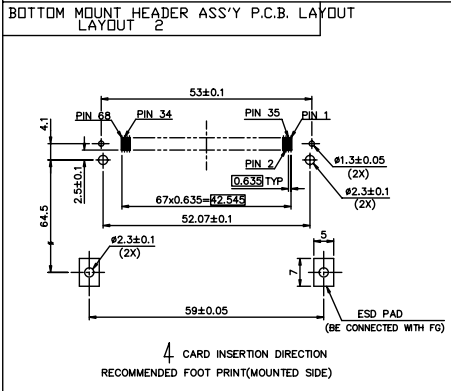 BOTTOM MOUNT HEADER ASS'Y P.C.B. LAYOUT
LAYOUT 2
53±0.1
PIN 68
PIN 34
PIN 35
PIN 1
4.1
2.5±0.1
PIN 2
ø1.3±0.05
(2X)
0.635 TYP
67x0.635=42.545
ø2.3±0.1
(2X)
64.5
52.07±0.1
ø2.3±0.1
(2X)
5
7
59±0.05
ESD PAD
(BE CONNECTED WITH FG)
CARD INSERTION DIRECTION
RECOMMENDED FOOT PRINT(MOUNTED SIDE)